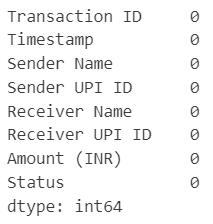 Transaction ID 0
Timestamp 0
Sender Name 0
Sender UPI ID 0
Receiver Name 0
Receiver UPI ID 0
Amount (INR) 0
Status 0
dtype: int64